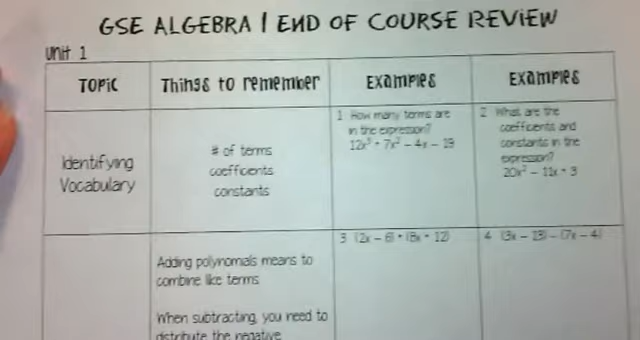 GSE ALGEBRA I END OF COURSE REVIEW
Unit 1
TOPIC
Things to remember
EXAMPLES
EXAMPLES
Identifying
Vocabulary
# of terms
coefficients
constants
1 How many terms are
in the expression?
12x³ + 7x² − 4x − 19
2 What are the
coefficients and
constants in the
expression?
20x² − 11x + 3
Adding polynomials means to
combine like terms
When subtracting, you need to
distribute the negative
3 (2x − 6) + (8x + 12)
4 (3x − 13) − (7x − 4)